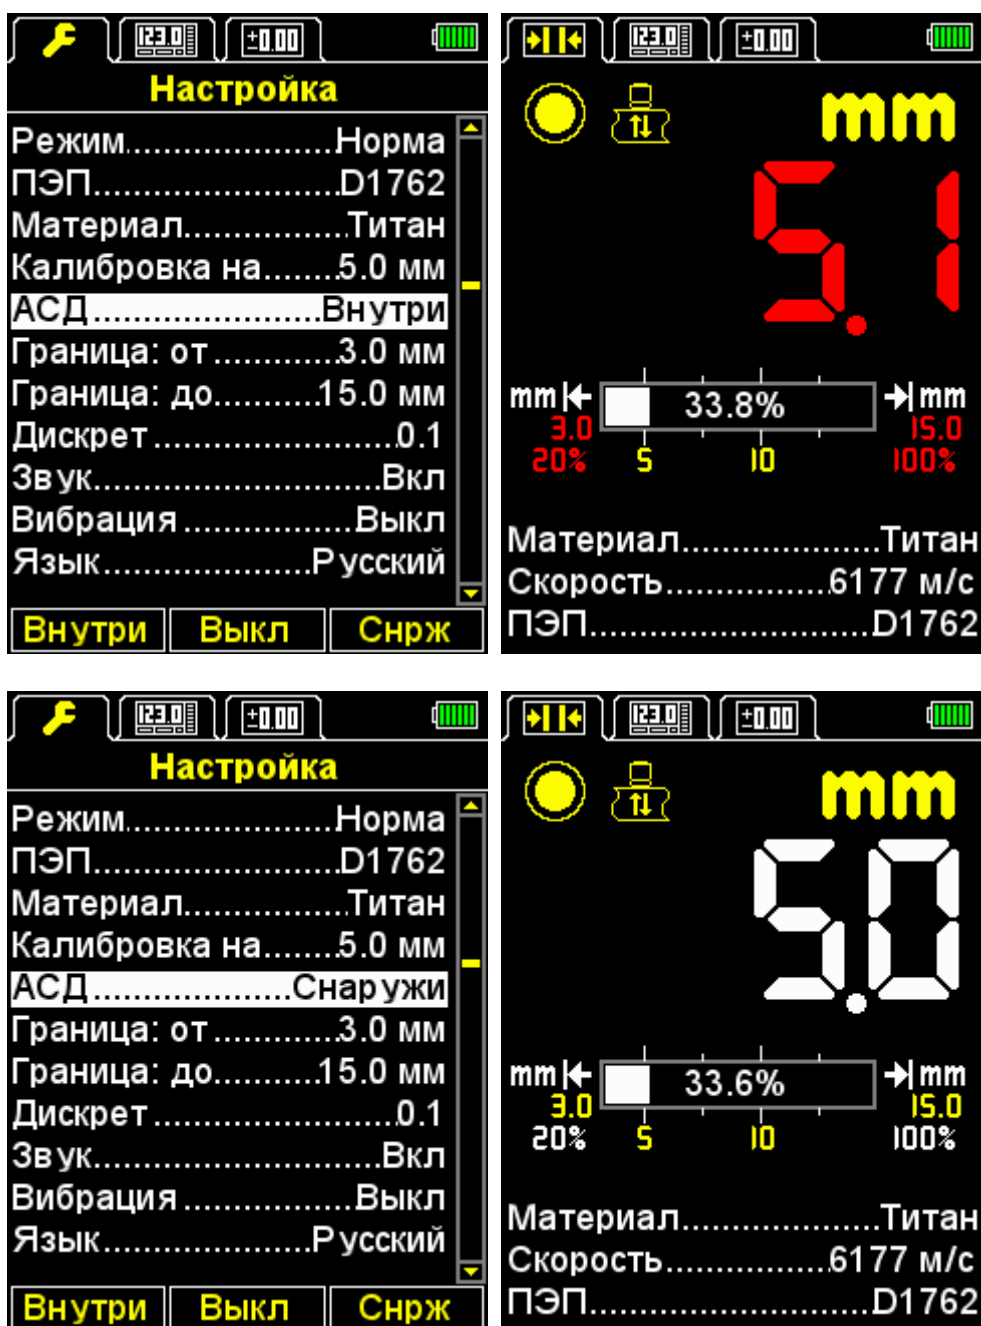 123.0 ±0.00
Настройка
Режим..................Норма
ПЭП....................D1762
Материал................Титан
Калибровка на........5.0 мм
АСД......................Внутри
Граница: от.............3.0 мм
Граница: до...........15.0 мм
Дискрет........................0.1
Звук............................Вкл
Вибрация.................Выкл
Язык.....................Русский
Внутри Выкл Снрж
123.0 ±0.00
mm
5.1
mm 33.8% mm
3.0 15.0
20% 5 10 100%
Материал....................Титан
Скорость................6177 м/с
ПЭП............................D1762
123.0 ±0.00
Настройка
Режим..................Норма
ПЭП....................D1762
Материал................Титан
Калибровка на........5.0 мм
АСД....................Снаружи
Граница: от.............3.0 мм
Граница: до...........15.0 мм
Дискрет........................0.1
Звук............................Вкл
Вибрация.................Выкл
Язык.....................Русский
Внутри Выкл Снрж
123.0 ±0.00
mm
5.0
mm 33.6% mm
3.0 15.0
20% 5 10 100%
Материал....................Титан
Скорость................6177 м/с
ПЭП............................D1762